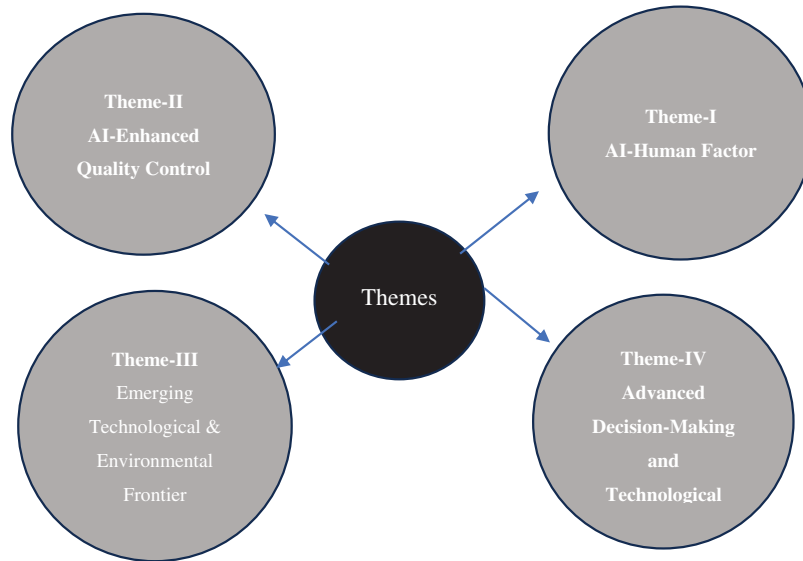 Theme-II
AI-Enhanced
Quality Control
Theme-I
AI-Human Factor
Themes
Theme-III
Emerging
Technological &
Environmental
Frontier
Theme-IV
Advanced
Decision-Making
and
Technological